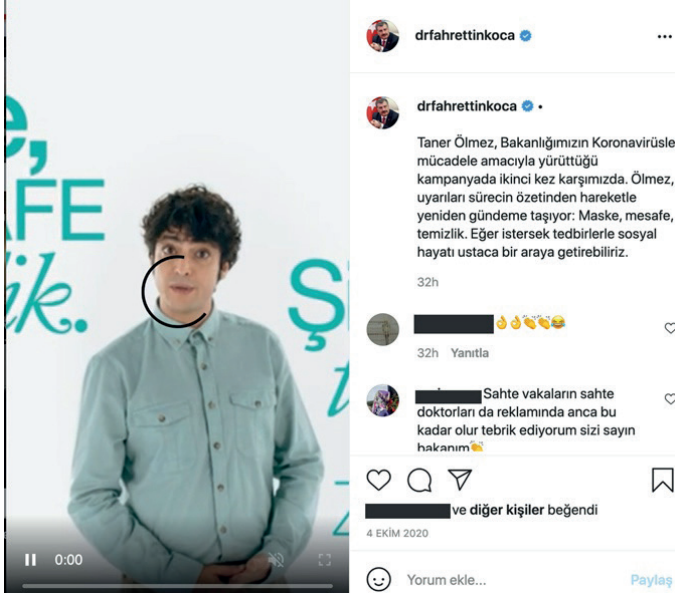 drfahrettinkoca
drfahrettinkoca •
Taner Ölmez, Bakanlığımızın Koronavirüsle
mücadele amacıyla yürüttüğü
kampanyada ikinci kez karşımızda. Ölmez,
uyarıları sürecin özetinden hareketle
yeniden gündeme taşıyor: Maske, mesafe,
temizlik. Eğer istersek tedbirlerle sosyal
hayatı ustaca bir araya getirebiliriz.
32h
👌👌👏👏😂
32h Yanıtla
Sahte vakaların sahte
doktorları da reklamında anca bu
kadar olur tebrik ediyorum sizi sayın
bakanım👏
ve diğer kişiler beğendi
4 EKİM 2020
Yorum ekle... Paylaş
e,
AFE
ik.
Ş
t
Z
0:00